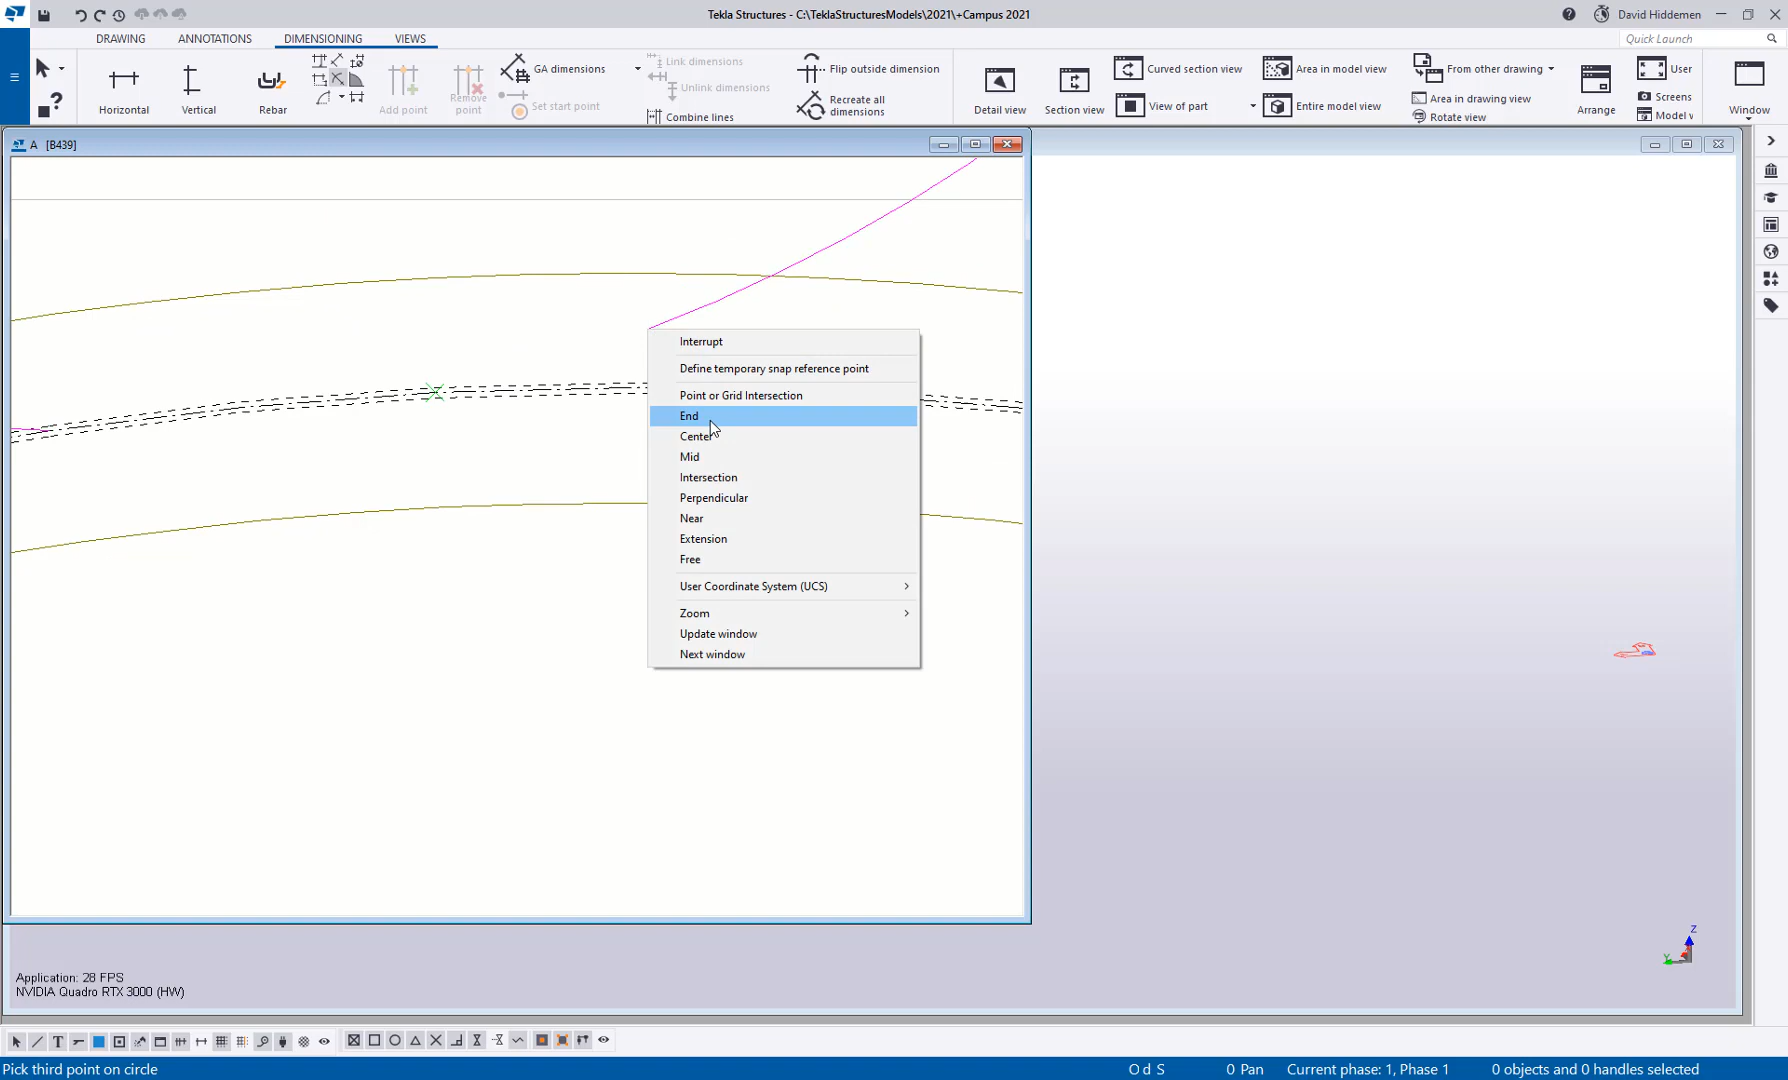 Tekla Structures - C:\TeklaStructuresModels\2021\+Campus 2021
David Hiddemen
DRAWING
ANNOTATIONS
DIMENSIONING
VIEWS
Quick Launch
Horizontal
Vertical
Rebar
Add point
Remove point
GA dimensions
Set start point
Link dimensions
Unlink dimensions
Combine lines
Flip outside dimension
Recreate all dimensions
Detail view
Section view
Curved section view
View of part
Area in model view
Entire model view
From other drawing
Area in drawing view
Rotate view
Arrange
User
Screens
Model v
Window
A [B439]
Interrupt
Define temporary snap reference point
Point or Grid Intersection
End
Center
Mid
Intersection
Perpendicular
Near
Extension
Free
User Coordinate System (UCS)
Zoom
Update window
Next window
Z
Y
Application: 28 FPS
NVIDIA Quadro RTX 3000 (HW)
Pick third point on circle
O d S
0 Pan
Current phase: 1, Phase 1
0 objects and 0 handles selected